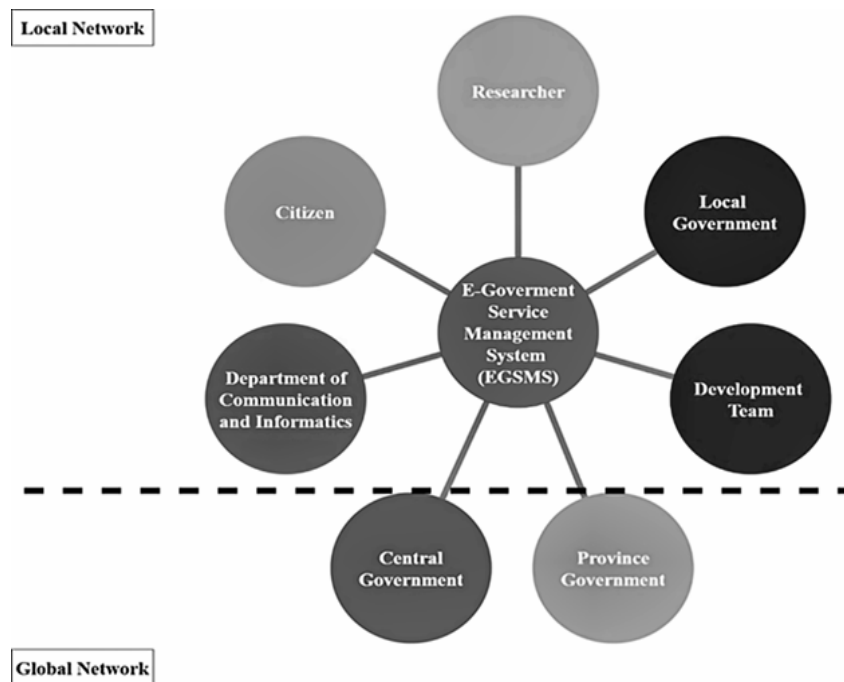 Local Network
Researcher
Citizen
Local
Government
E-Goverment
Service
Management
System
(EGSMS)
Department of
Communication
and Informatics
Development
Team
Central
Government
Province
Government
Global Network